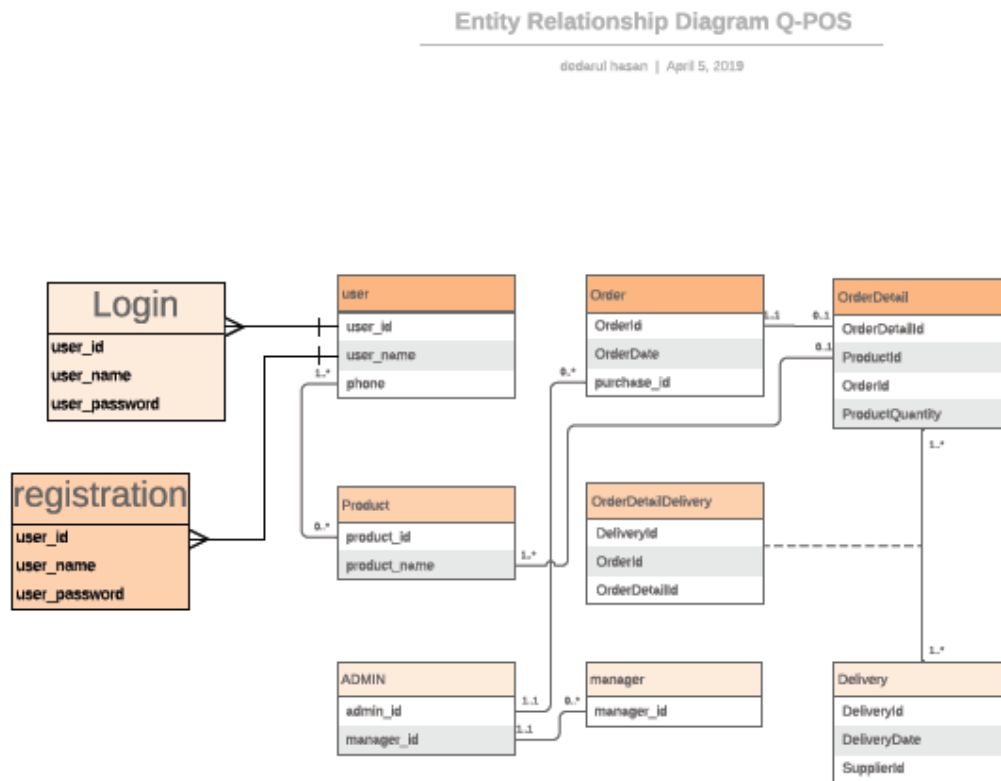 Entity Relationship Diagram Q-POS
dedarul hasan | April 5, 2019
Login
user_id
user_name
user_password
registration
user_id
user_name
user_password
user
user_id
user_name
phone
1..*
0..*
Product
product_id
product_name
1..*
ADMIN
admin_id
manager_id
1..1
1..1
Order
OrderId
OrderDate
purchase_id
0..*
1..1
0..1
0..1
OrderDetail
OrderDetailId
ProductId
OrderId
ProductQuantity
1..*
OrderDetailDelivery
DeliveryId
OrderId
OrderDetailId
0..*
manager
manager_id
1..*
Delivery
DeliveryId
DeliveryDate
SupplierId